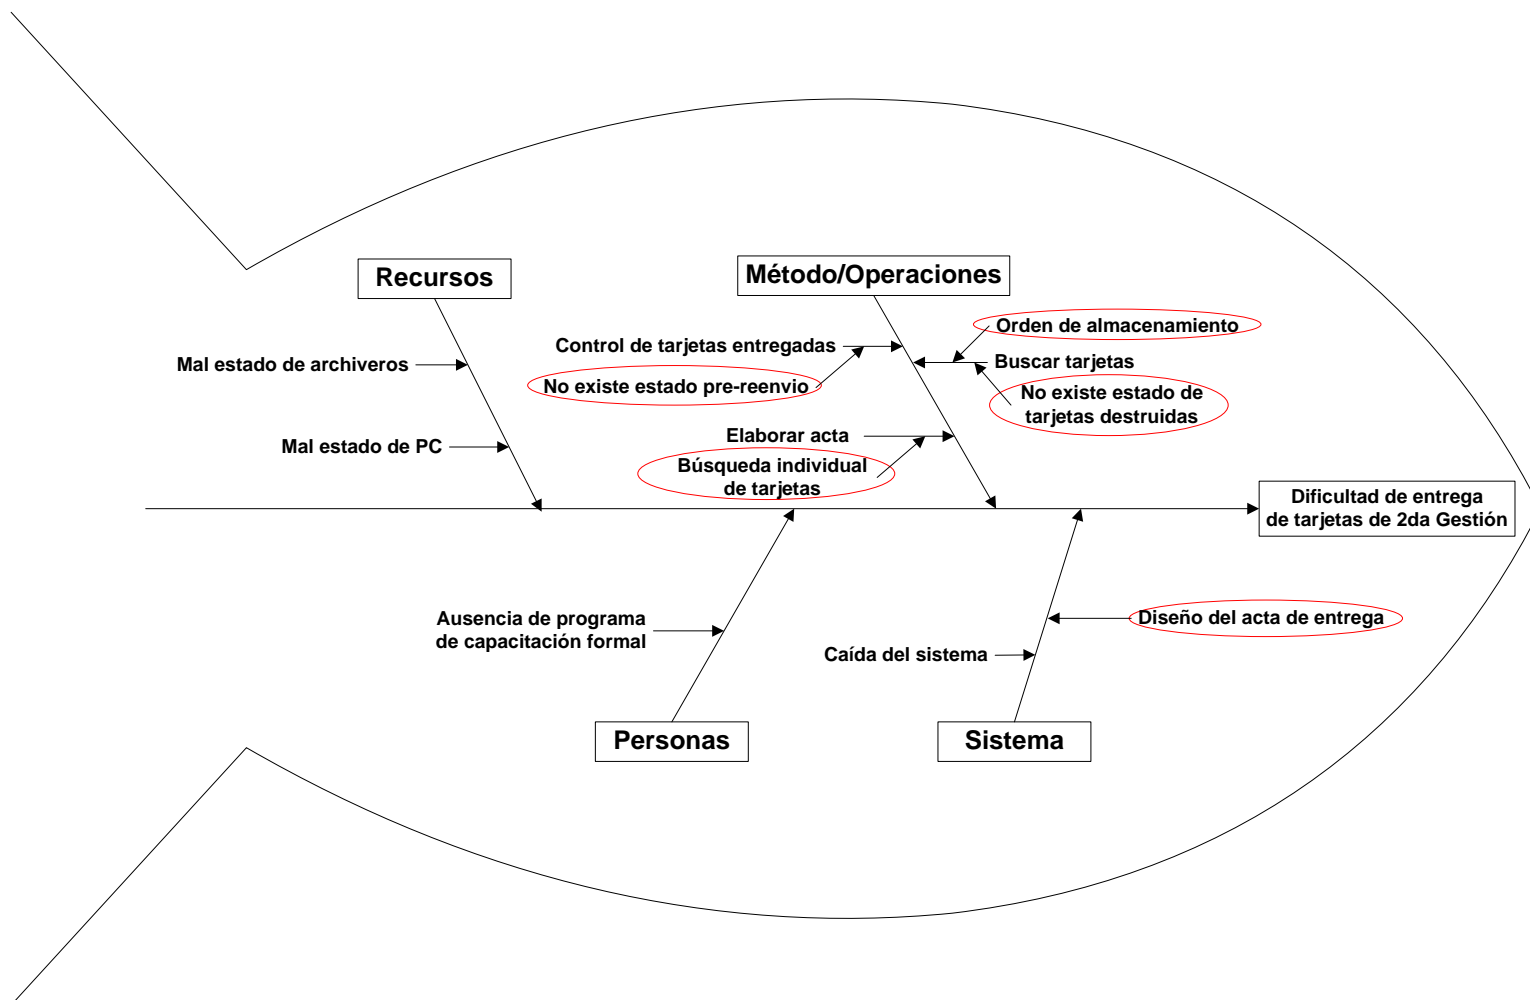 Recursos
Método/Operaciones
Orden de almacenamiento
Control de tarjetas entregadas
Mal estado de archiveros
Buscar tarjetas
No existe estado pre-reenvio
No existe estado de
tarjetas destruidas
Elaborar acta
Mal estado de PC
Búsqueda individual
de tarjetas
Dificultad de entrega
de tarjetas de 2da Gestión
Ausencia de programa
de capacitación formal
Diseño del acta de entrega
Caída del sistema
Personas
Sistema